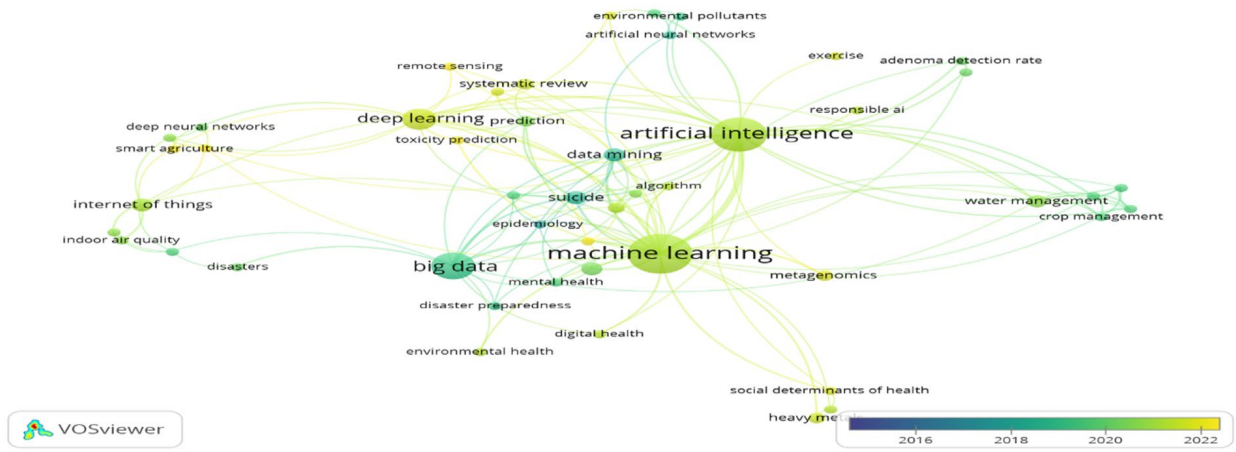 environmental pollutants
artificial neural networks
exercise
adenoma detection rate
remote sensing
systematic review
responsible ai
deep learning
prediction
artificial intelligence
deep neural networks
toxicity prediction
smart agriculture
data mining
algorithm
suicide
internet of things
water management
crop management
epidemiology
indoor air quality
machine learning
big data
disasters
metagenomics
mental health
disaster preparedness
digital health
environmental health
social determinants of health
heavy
VOSviewer
2016
2018
2020
2022